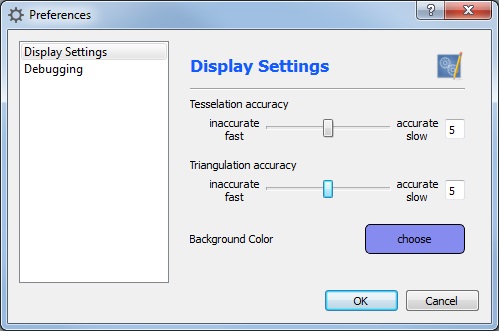 Preferences
Display Settings
Debugging
Display Settings
Tesselation accuracy
inaccurate accurate
fast slow 5
Triangulation accuracy
inaccurate accurate
fast slow 5
Background Color choose
OK Cancel